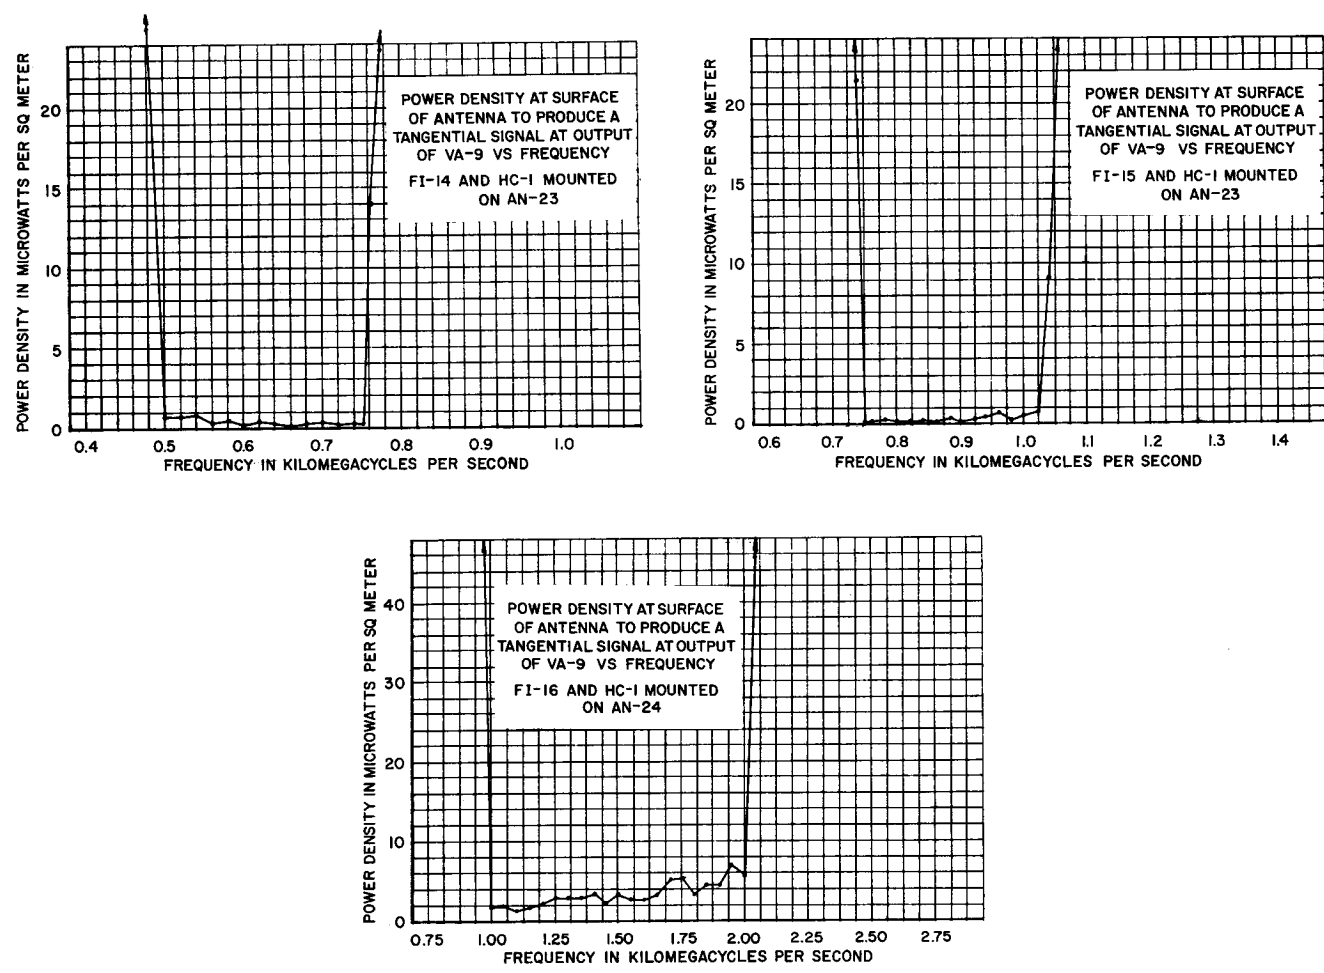 POWER DENSITY IN MICROWATTS PER SQ METER
20
15
10
5
0
POWER DENSITY AT SURFACE
OF ANTENNA TO PRODUCE A
TANGENTIAL SIGNAL AT OUTPUT
OF VA-9 VS FREQUENCY
FI-14 AND HC-1 MOUNTED
ON AN-23
0.4 0.5 0.6 0.7 0.8 0.9 1.0
FREQUENCY IN KILOMEGACYCLES PER SECOND
POWER DENSITY IN MICROWATTS PER SQ METER
20
15
10
5
0
POWER DENSITY AT SURFACE
OF ANTENNA TO PRODUCE A
TANGENTIAL SIGNAL AT OUTPUT
OF VA-9 VS FREQUENCY
FI-15 AND HC-1 MOUNTED
ON AN-23
0.6 0.7 0.8 0.9 1.0 1.1 1.2 1.3 1.4
FREQUENCY IN KILOMEGACYCLES PER SECOND
POWER DENSITY IN MICROWATTS PER SQ METER
40
30
20
10
0
POWER DENSITY AT SURFACE
OF ANTENNA TO PRODUCE A
TANGENTIAL SIGNAL AT OUTPUT
OF VA-9 VS FREQUENCY
FI-16 AND HC-1 MOUNTED
ON AN-24
0.75 1.00 1.25 1.50 1.75 2.00 2.25 2.50 2.75
FREQUENCY IN KILOMEGACYCLES PER SECOND